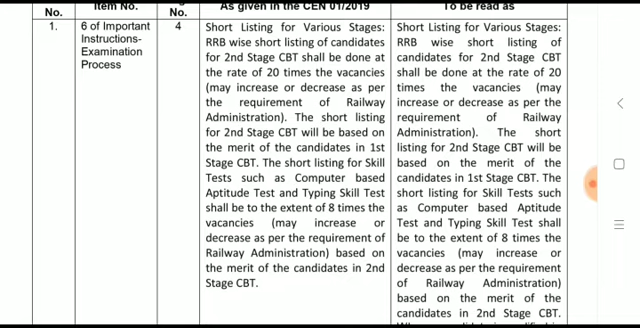 No.
Item No.
No.
As given in the CEN 01/2019
To be read as
1.
6 of Important
Instructions-
Examination
Process
4
Short Listing for Various Stages:
RRB wise short listing of candidates
for 2nd Stage CBT shall be done at
the rate of 20 times the vacancies
(may increase or decrease as per
the requirement of Railway
Administration). The short listing
for 2nd Stage CBT will be based on
the merit of the candidates in 1st
Stage CBT. The short listing for Skill
Tests such as Computer based
Aptitude Test and Typing Skill Test
shall be to the extent of 8 times the
vacancies (may increase or
decrease as per the requirement of
Railway Administration) based on
the merit of the candidates in 2nd
Stage CBT.
Short Listing for Various Stages:
RRB wise short listing of
candidates for 2nd Stage CBT
shall be done at the rate of 20
times the vacancies (may
increase or decrease as per the
requirement of Railway
Administration). The short
listing for 2nd Stage CBT will be
based on the merit of the
candidates in 1st Stage CBT. The
short listing for Skill Tests such
as Computer based Aptitude
Test and Typing Skill Test shall
be to the extent of 8 times the
vacancies (may increase or
decrease as per the requirement
of Railway Administration)
based on the merit of the
candidates in 2nd Stage CBT.